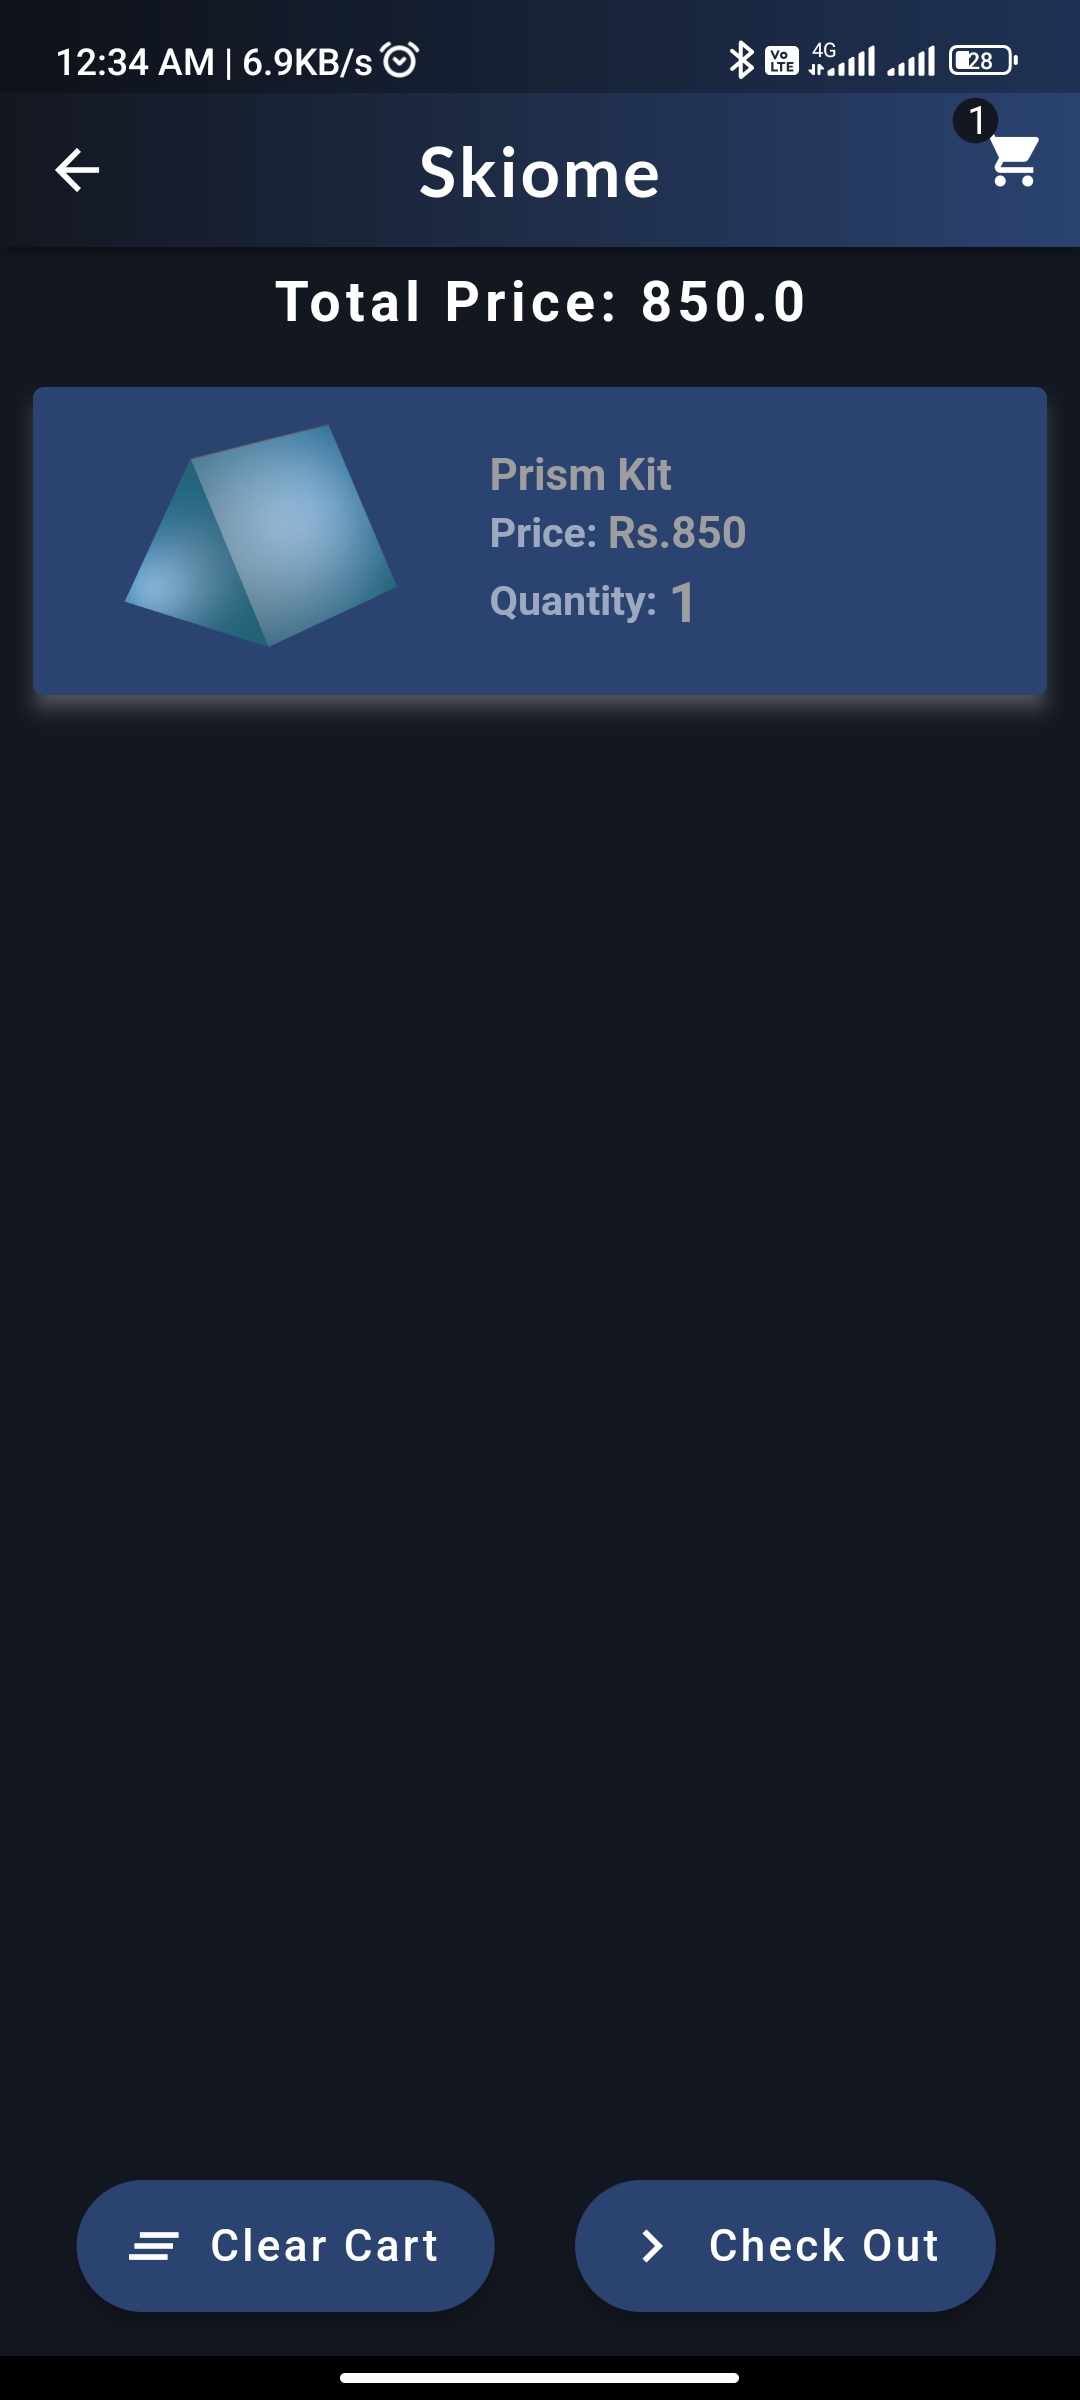 12:34 AM | 6.9KB/s Vo LTE 4G 28
1
Skiome
Total Price: 850.0
Prism Kit
Price: Rs.850
Quantity: 1
Clear Cart Check Out